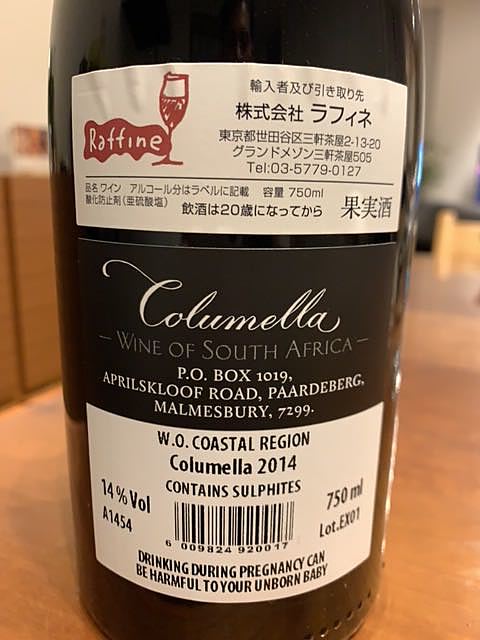 輸入者及び引き取り先
Raffine
株式会社 ラフィネ
東京都世田谷区三軒茶屋2-13-20
グランドメゾン三軒茶屋505
Tel:03-5779-0127
品名 ワイン アルコール分はラベルに記載 容量 750ml
酸化防止剤(亜硫酸塩) 飲酒は20歳になってから 果実酒
Columella
WINE OF SOUTH AFRICA
P.O. BOX 1019,
APRILSKLOOF ROAD, PAARDEBERG,
MALMESBURY, 7299.
W.O. COASTAL REGION
Columella 2014
14 % Vol CONTAINS SULPHITES 750 ml
A1454 Lot.EX01
6 009824 920017
DRINKING DURING PREGNANCY CAN
BE HARMFUL TO YOUR UNBORN BABY